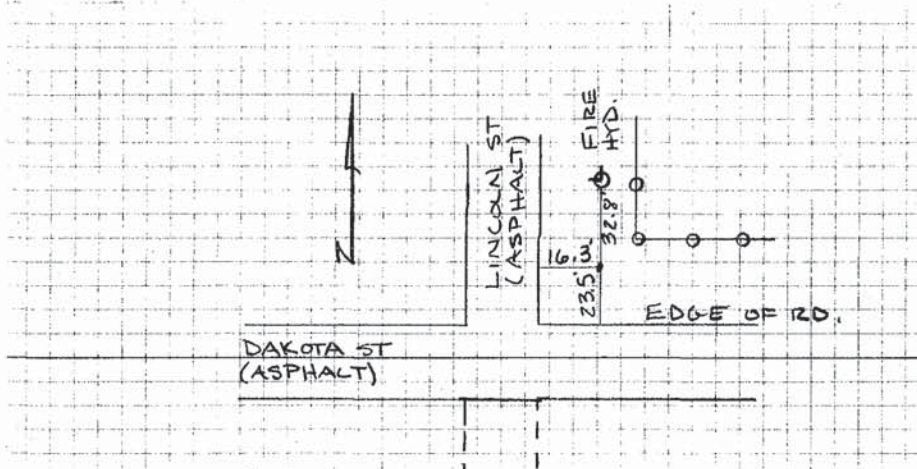 N
LINCOLN ST
(ASPHALT)
FIRE
HYD.
32.8'
16.3'
23.5'
EDGE OF RD.
DAKOTA ST
(ASPHALT)